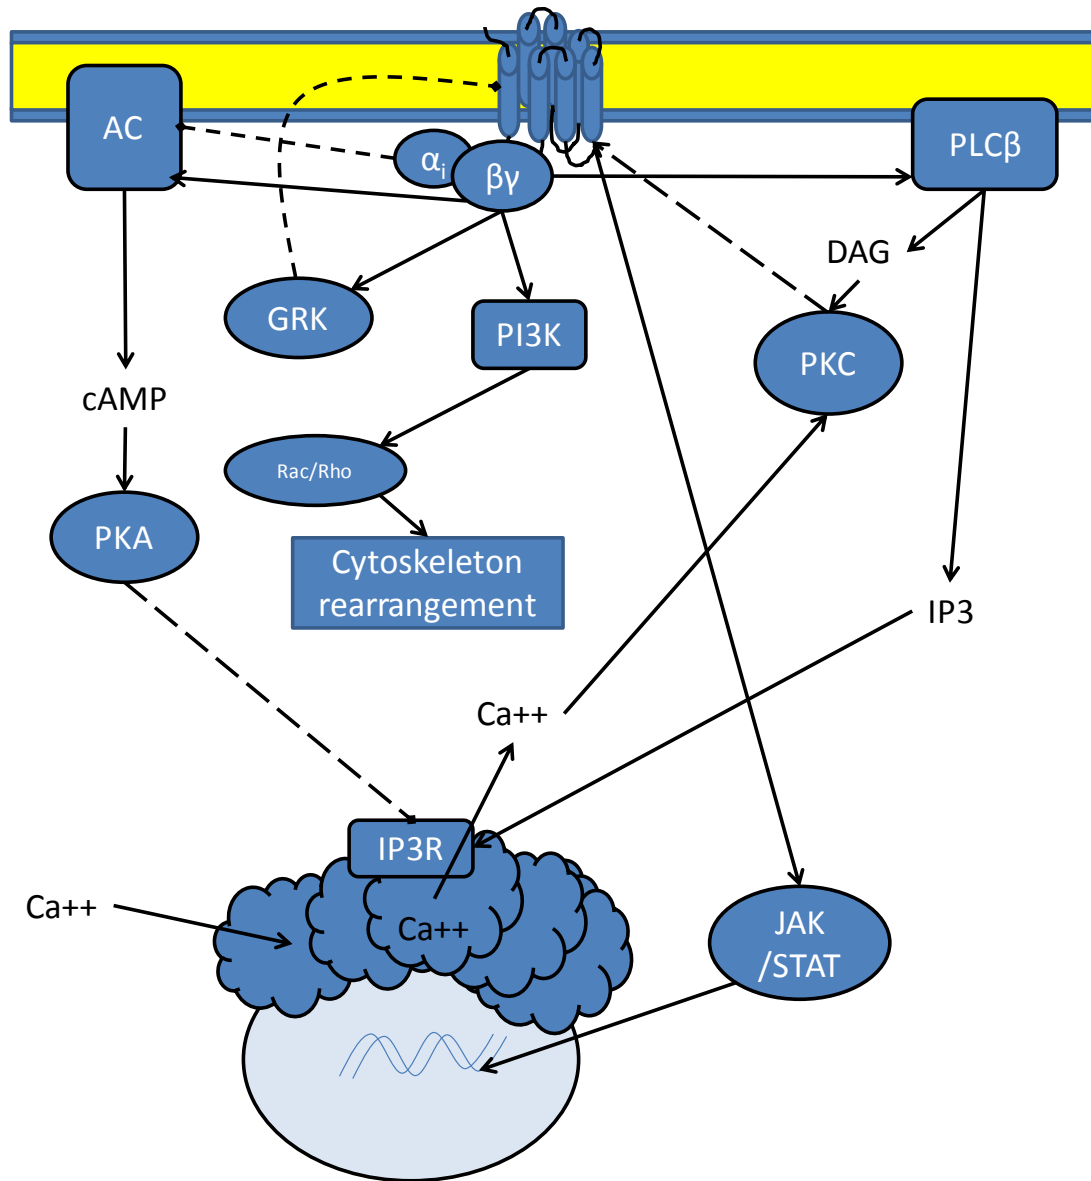 AC
αi
βγ
PLCβ
DAG
GRK
PI3K
PKC
cAMP
Rac/Rho
PKA
Cytoskeleton
rearrangement
IP3
Ca++
IP3R
Ca++
Ca++
JAK
/STAT